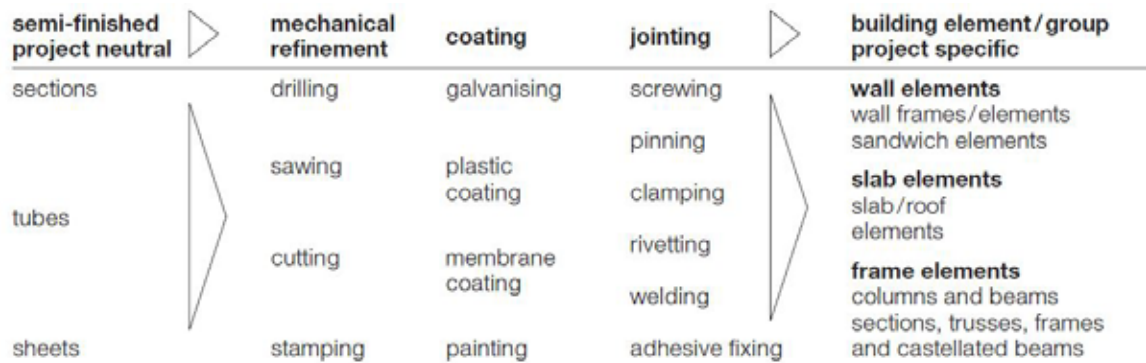 semi-finished
project neutral
mechanical
refinement
coating
jointing
building element/group
project specific
sections
tubes
sheets
drilling
sawing
cutting
stamping
galvanising
plastic
coating
membrane
coating
painting
screwing
pinning
clamping
rivetting
welding
adhesive fixing
wall elements
wall frames/elements
sandwich elements
slab elements
slab/roof
elements
frame elements
columns and beams
sections, trusses, frames
and castellated beams